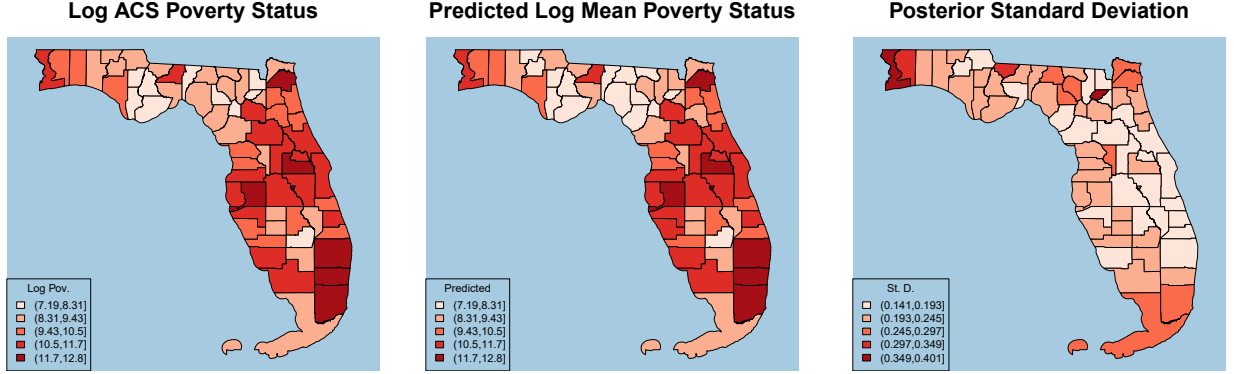 Log ACS Poverty Status
Predicted Log Mean Poverty Status
Posterior Standard Deviation
Log Pov.
(7.19,8.31]
(8.31,9.43]
(9.43,10.5]
(10.5,11.7]
(11.7,12.8]
Predicted
(7.19,8.31]
(8.31,9.43]
(9.43,10.5]
(10.5,11.7]
(11.7,12.8]
St. D.
(0.141,0.193]
(0.193,0.245]
(0.245,0.297]
(0.297,0.349]
(0.349,0.401]